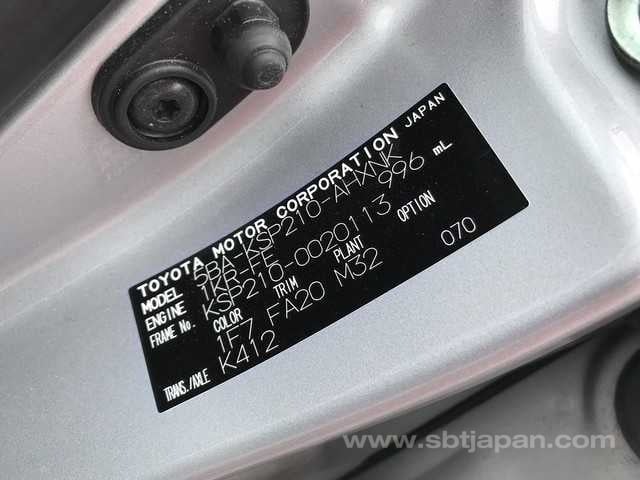 TOYOTA MOTOR CORPORATION JAPAN
MODEL 5BA-KSP210-AHXNK
ENGINE 1KR-FE 996 mL
FRAME No. KSP210-0020113
COLOR TRIM PLANT OPTION
1F7 FA20 M32 070
TRANS./AXLE K412
www.sbtjapan.com